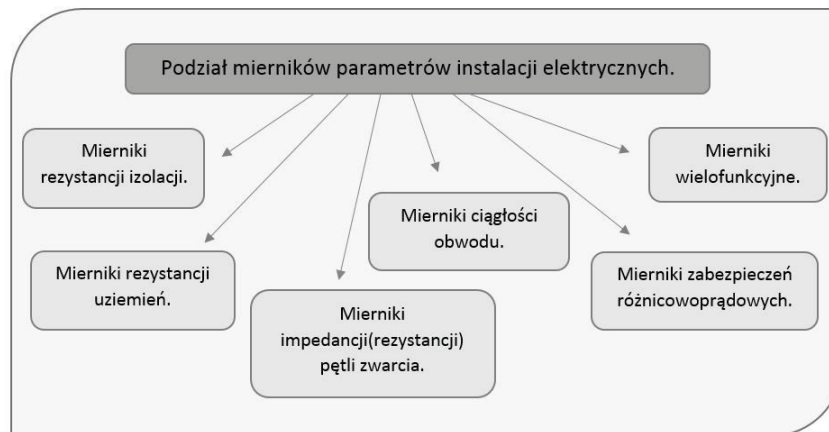 Podział mierników parametrów instalacji elektrycznych.
Mierniki
rezystancji izolacji.
Mierniki
wielofunkcyjne.
Mierniki ciągłości
obwodu.
Mierniki rezystancji
uziemień.
Mierniki zabezpieczeń
różnicowoprądowych.
Mierniki
impedancji(rezystancji)
pętli zwarcia.